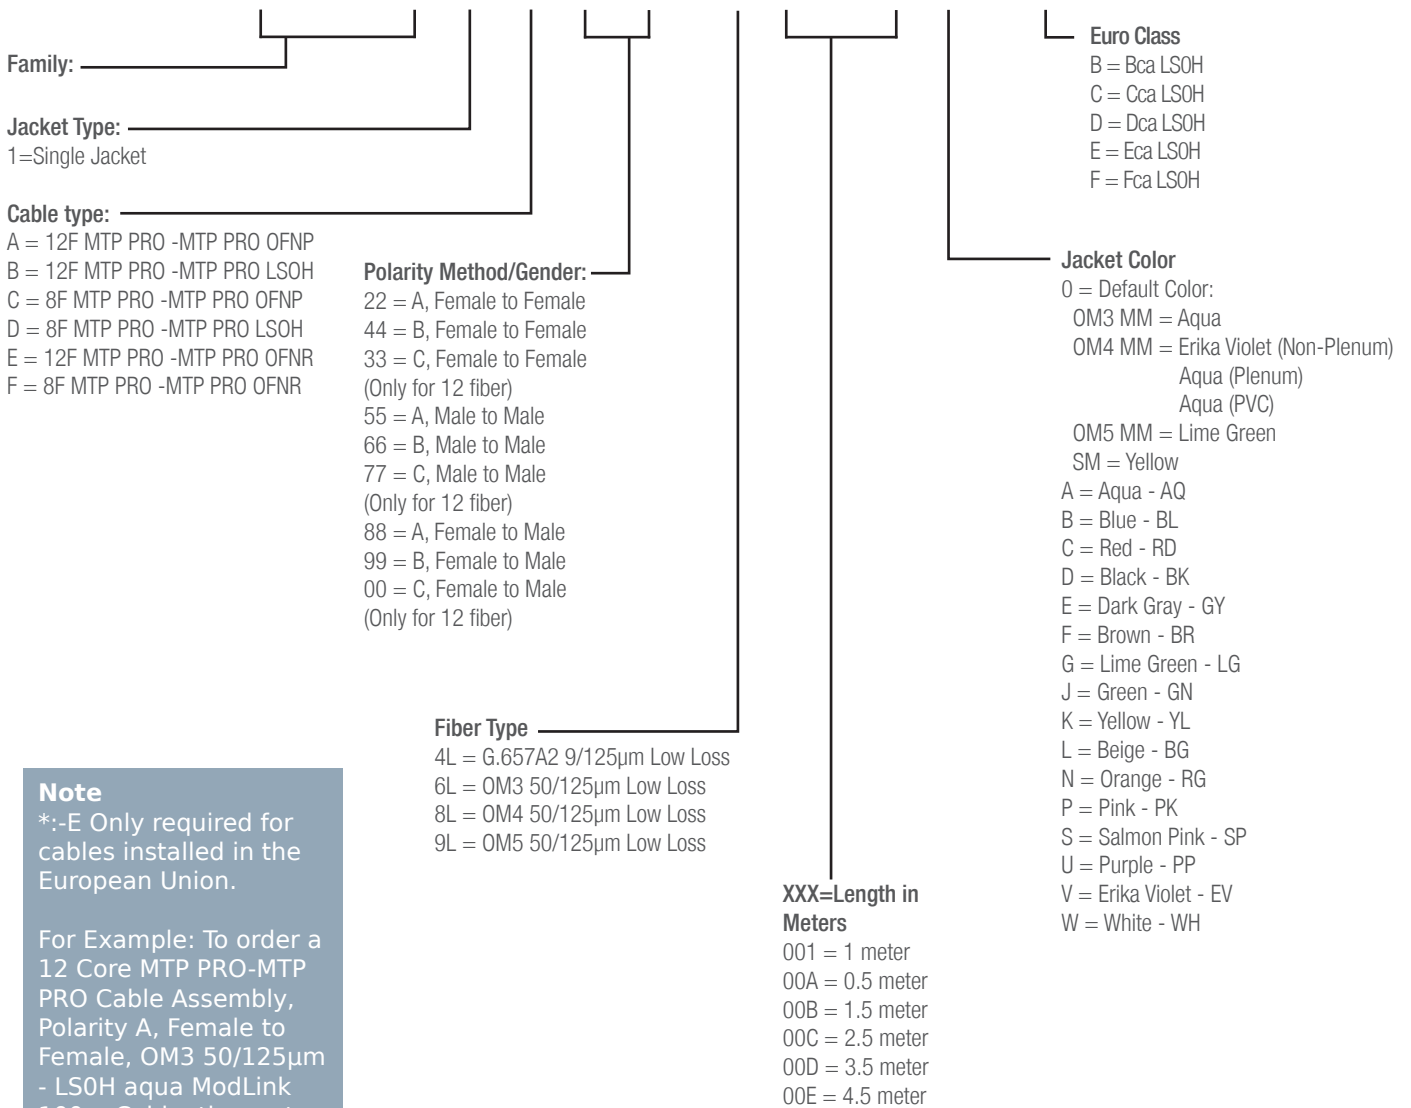 Family:
Jacket Type:
1=Single Jacket
Cable type:
A = 12F MTP PRO -MTP PRO OFNP
B = 12F MTP PRO -MTP PRO LSOH
C = 8F MTP PRO -MTP PRO OFNP
D = 8F MTP PRO -MTP PRO LSOH
E = 12F MTP PRO -MTP PRO OFNR
F = 8F MTP PRO -MTP PRO OFNR
Polarity Method/Gender:
22 = A, Female to Female
44 = B, Female to Female
33 = C, Female to Female
(Only for 12 fiber)
55 = A, Male to Male
66 = B, Male to Male
77 = C, Male to Male
(Only for 12 fiber)
88 = A, Female to Male
99 = B, Female to Male
00 = C, Female to Male
(Only for 12 fiber)
Fiber Type
4L = G.657A2 9/125µm Low Loss
6L = OM3 50/125µm Low Loss
8L = OM4 50/125µm Low Loss
9L = OM5 50/125µm Low Loss
XXX=Length in
Meters
001 = 1 meter
00A = 0.5 meter
00B = 1.5 meter
00C = 2.5 meter
00D = 3.5 meter
00E = 4.5 meter
Euro Class
B = Bca LS0H
C = Cca LS0H
D = Dca LS0H
E = Eca LS0H
F = Fca LS0H
Jacket Color
0 = Default Color:
OM3 MM = Aqua
OM4 MM = Erika Violet (Non-Plenum)
Aqua (Plenum)
Aqua (PVC)
OM5 MM = Lime Green
SM = Yellow
A = Aqua - AQ
B = Blue - BL
C = Red - RD
D = Black - BK
E = Dark Gray - GY
F = Brown - BR
G = Lime Green - LG
J = Green - GN
K = Yellow - YL
L = Beige - BG
N = Orange - RG
P = Pink - PK
S = Salmon Pink - SP
U = Purple - PP
V = Erika Violet - EV
W = White - WH
Note
*:-E Only required for
cables installed in the
European Union.
For Example: To order a
12 Core MTP PRO-MTP
PRO Cable Assembly,
Polarity A, Female to
Female, OM3 50/125µm
- LS0H aqua ModLink